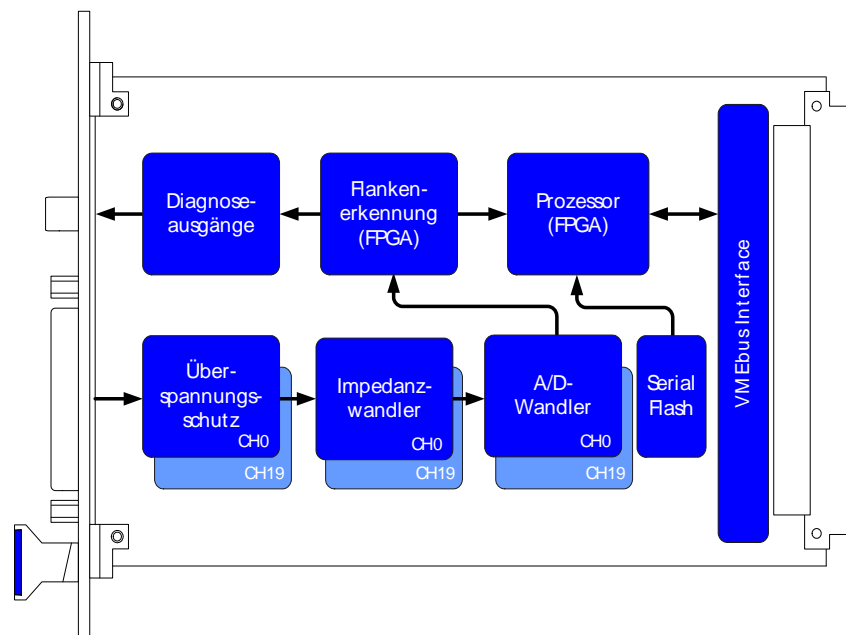 Diagnose-
ausgänge
Flanken-
erkennung
(FPGA)
Prozessor
(FPGA)
Über-
spannungs-
schutz
CH0
CH19
Impedanz-
wandler
CH0
CH19
A/D-
Wandler
CH0
CH19
Serial
Flash
VMEbus Interface